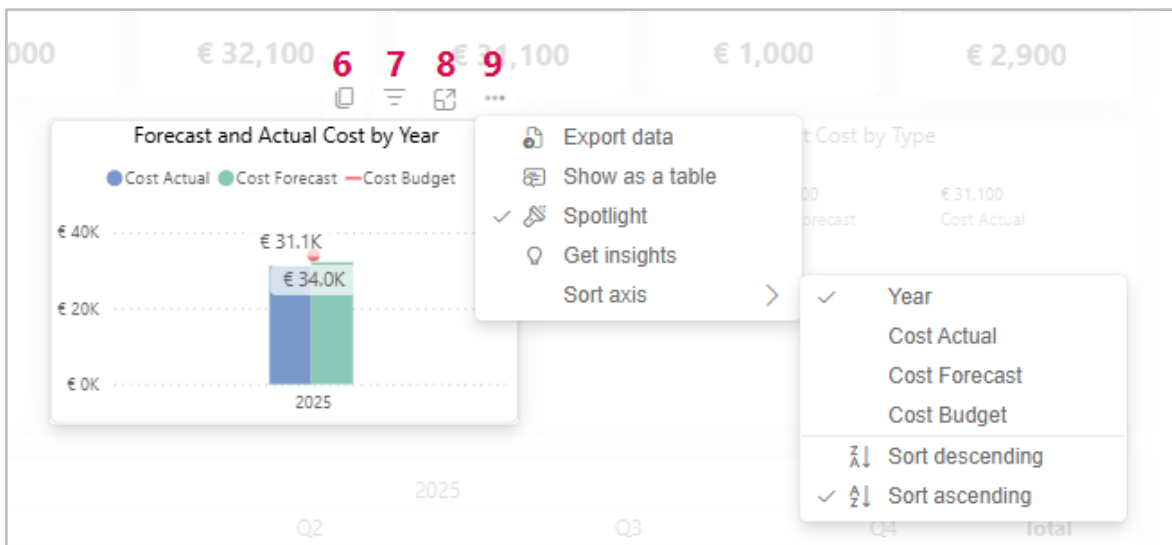 000
€ 32,100
€ 31,100
€ 1,000
€ 2,900
6 7 8 9
Forecast and Actual Cost by Year
Cost Actual Cost Forecast Cost Budget
€ 40K
€ 31.1K
€ 34.0K
€ 20K
€ 0K
2025
Export data
Show as a table
Spotlight
Get insights
Sort axis
Year
Cost Actual
Cost Forecast
Cost Budget
Sort descending
Sort ascending
t Cost by Type
00
orecast
€ 31,100
Cost Actual
2025
Q2
Q3
Q4
Total